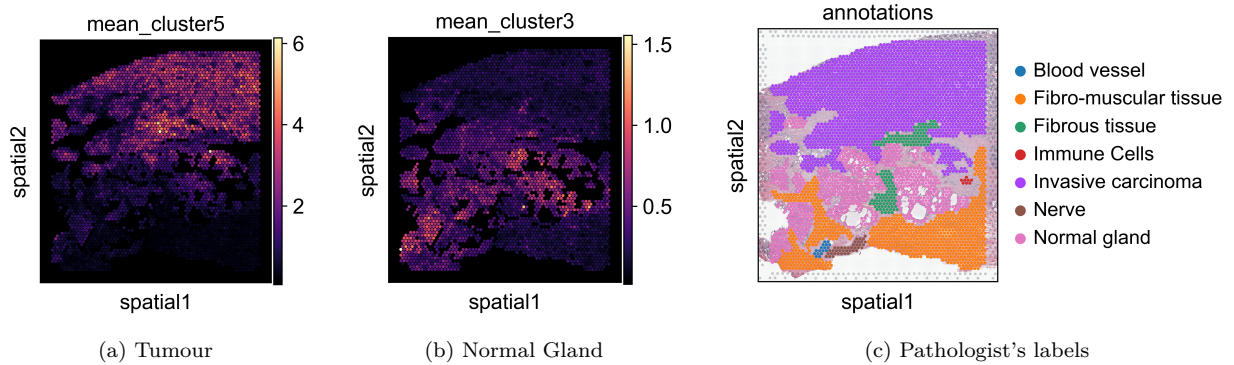 mean_cluster5
6
4
2
spatial2
spatial1
(a) Tumour
mean_cluster3
1.5
1.0
0.5
spatial2
spatial1
(b) Normal Gland
annotations
spatial2
spatial1
Blood vessel
Fibro-muscular tissue
Fibrous tissue
Immune Cells
Invasive carcinoma
Nerve
Normal gland
(c) Pathologist's labels